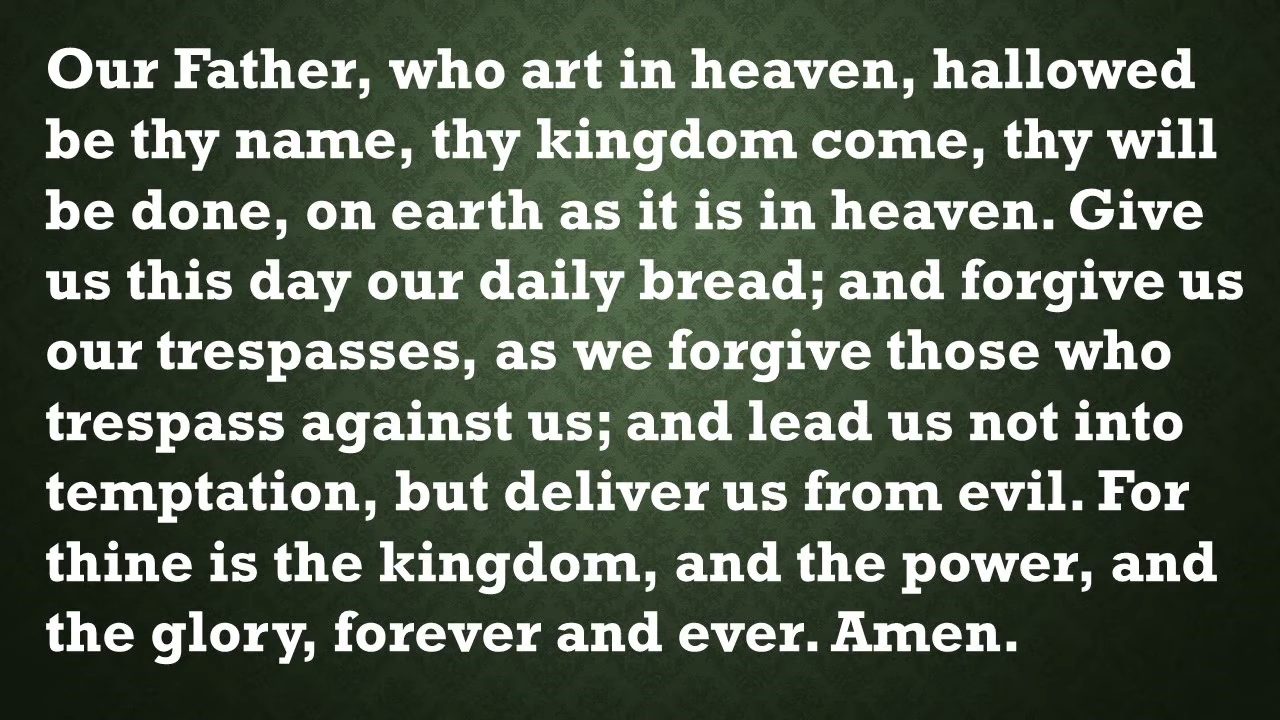 Our Father, who art in heaven, hallowed
be thy name, thy kingdom come, thy will
be done, on earth as it is in heaven. Give
us this day our daily bread; and forgive us
our trespasses, as we forgive those who
trespass against us; and lead us not into
temptation, but deliver us from evil. For
thine is the kingdom, and the power, and
the glory, forever and ever. Amen.